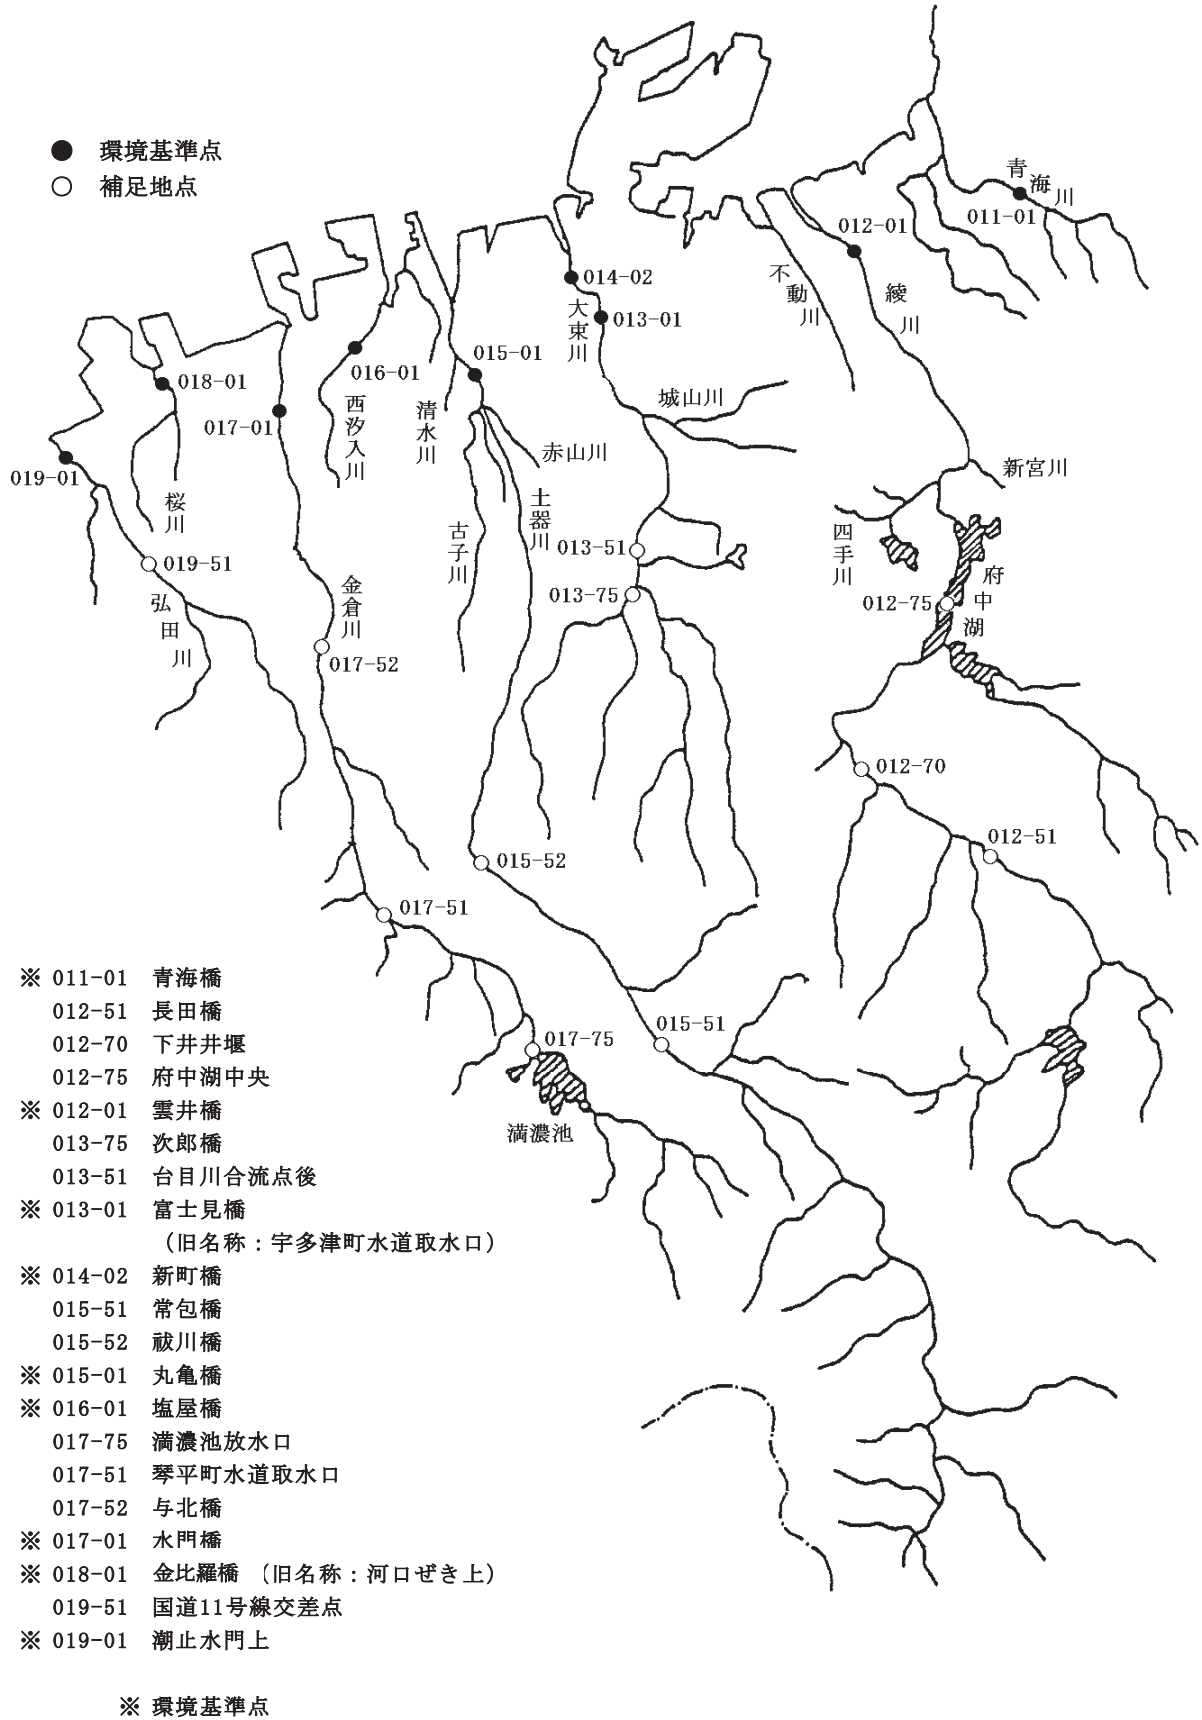 ● 環境基準点
○ 補足地点
青海川
011-01
012-01
綾川
不動川
014-02
大束川
013-01
015-01
016-01
西汐入川
清水川
018-01
017-01
019-01
桜川
城山川
赤山川
土器川
古子川
新宮川
四手川
013-51
013-75
012-75
府中湖
019-51
弘田川
金倉川
017-52
012-70
012-51
015-52
017-51
017-75
015-51
満濃池
※ 011-01 青海橋
012-51 長田橋
012-70 下井井堰
012-75 府中湖中央
※ 012-01 雲井橋
013-75 次郎橋
013-51 台目川合流点後
※ 013-01 富士見橋
（旧名称：宇多津町水道取水口）
※ 014-02 新町橋
015-51 常包橋
015-52 祓川橋
※ 015-01 丸亀橋
※ 016-01 塩屋橋
017-75 満濃池放水口
017-51 琴平町水道取水口
017-52 与北橋
※ 017-01 水門橋
※ 018-01 金比羅橋 （旧名称：河口ぜき上）
019-51 国道11号線交差点
※ 019-01 潮止水門上
※ 環境基準点